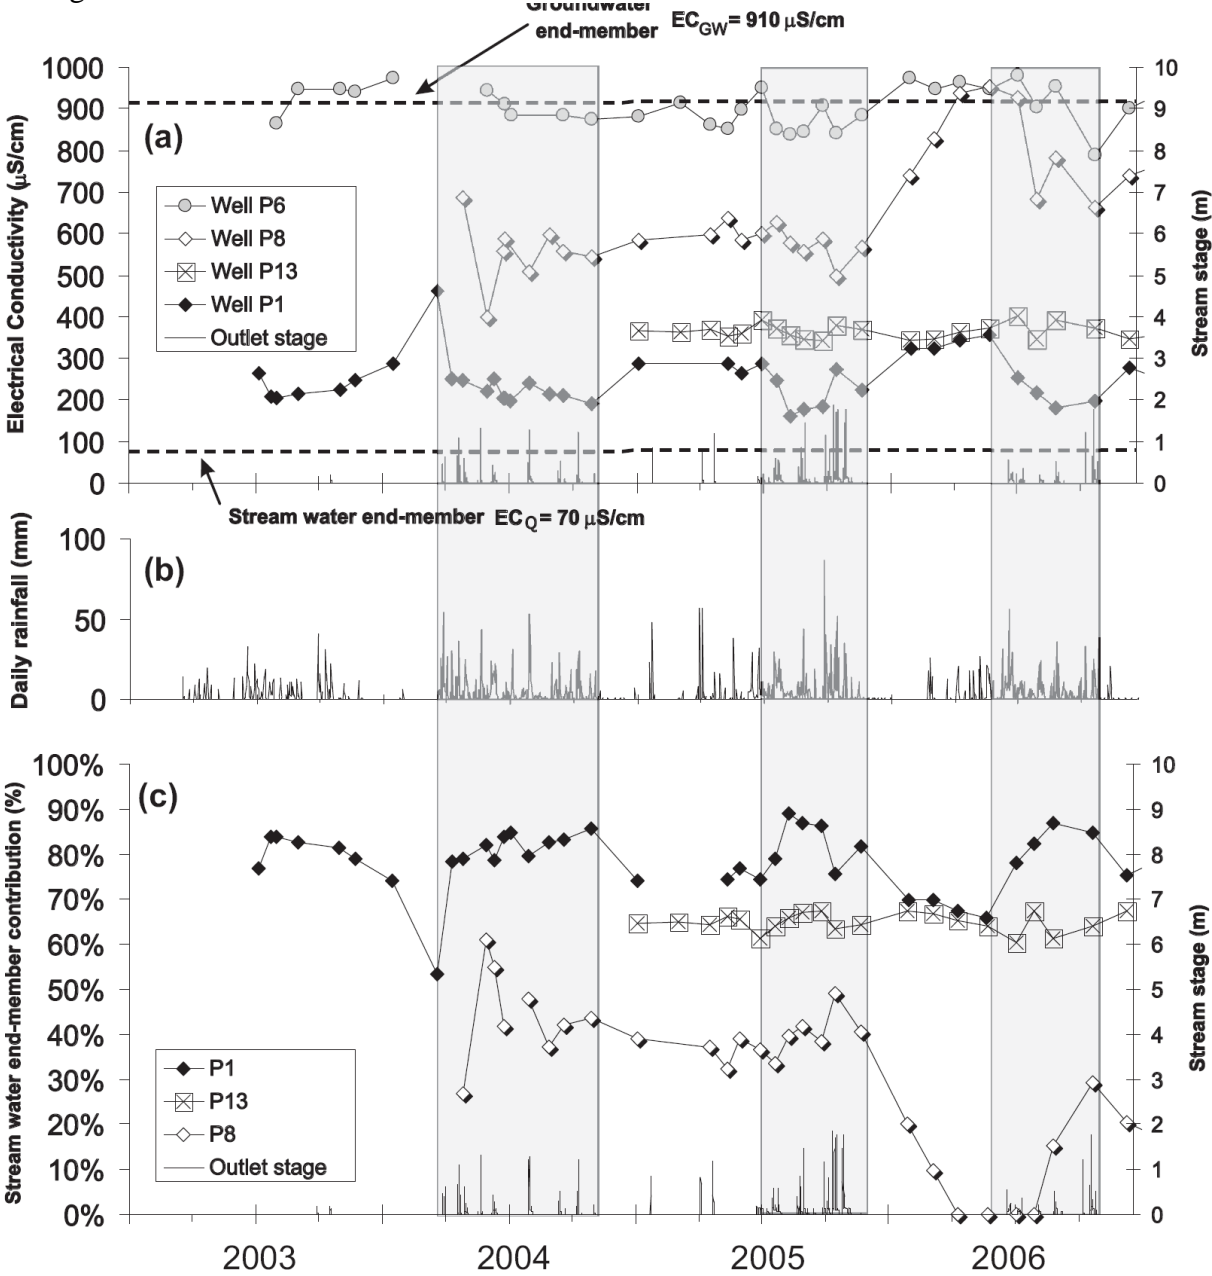 Groundwater
end-member EC_GW = 910 μS/cm
1000 10
900 9
(a)
800 8
700 7
600 6
500 5
400 4
300 3
200 2
100 1
0 0
Electrical Conductivity (μS/cm)
Stream stage (m)
Well P6
Well P8
Well P13
Well P1
Outlet stage
Stream water end-member EC_Q = 70 μS/cm
100
(b)
50
0
Daily rainfall (mm)
100% 10
(c)
90% 9
80% 8
70% 7
60% 6
50% 5
40% 4
30% 3
20% 2
10% 1
0% 0
Stream water end-member contribution (%)
Stream stage (m)
P1
P13
P8
Outlet stage
2003 2004 2005 2006